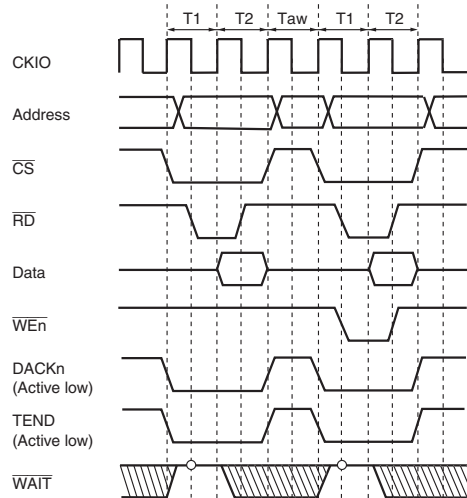 T1 T2 Taw T1 T2
CKIO
Address
CS
RD
Data
WEn
DACKn
(Active low)
TEND
(Active low)
WAIT